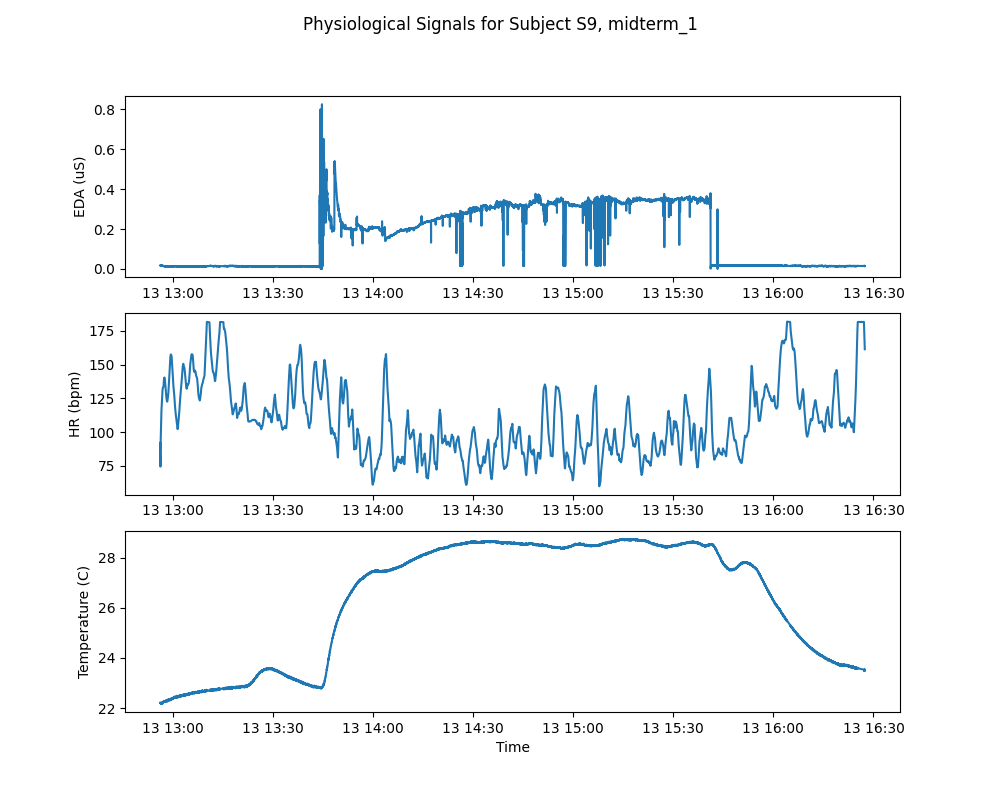 Physiological Signals for Subject S9, midterm_1
EDA (uS)
0.8
0.6
0.4
0.2
0.0
13 13:00 13 13:30 13 14:00 13 14:30 13 15:00 13 15:30 13 16:00 13 16:30
HR (bpm)
175
150
125
100
75
13 13:00 13 13:30 13 14:00 13 14:30 13 15:00 13 15:30 13 16:00 13 16:30
Temperature (C)
28
26
24
22
13 13:00 13 13:30 13 14:00 13 14:30 13 15:00 13 15:30 13 16:00 13 16:30
Time